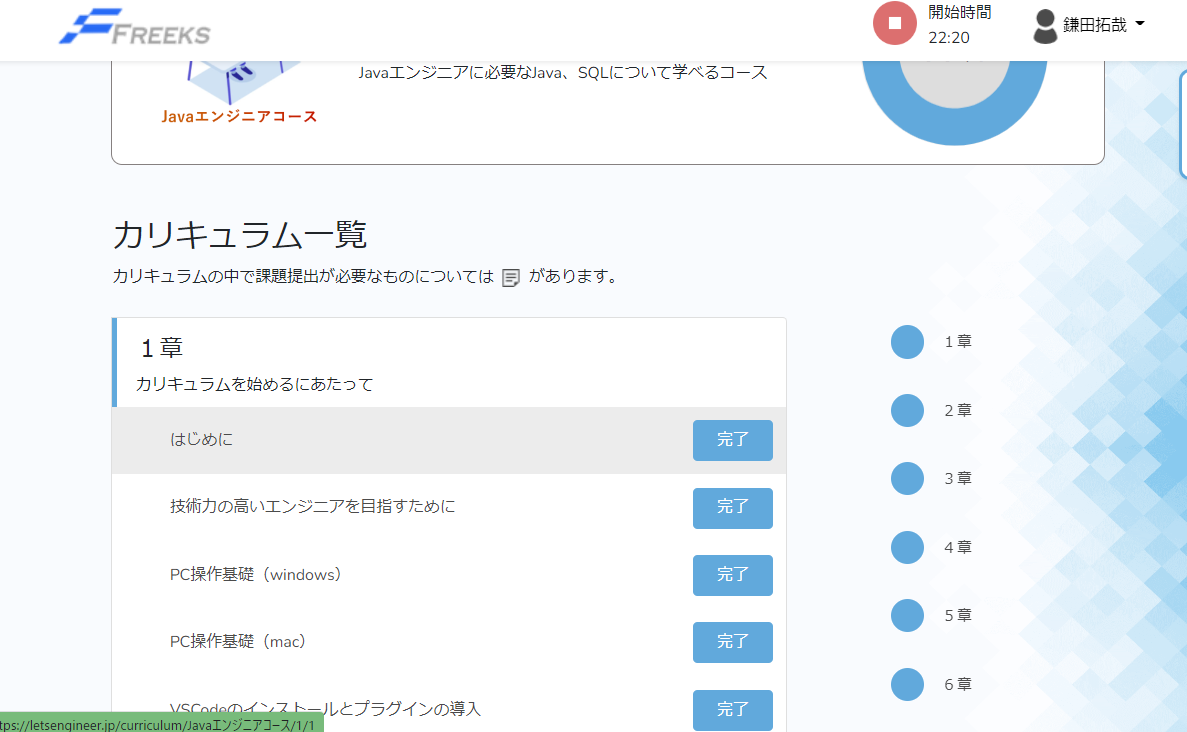 FREEKS
開始時間
22:20
鎌田拓哉
Javaエンジニアに必要なJava、SQLについて学べるコース
Javaエンジニアコース
カリキュラム一覧
カリキュラムの中で課題提出が必要なものについては があります。
1 章
カリキュラムを始めるにあたって
はじめに 完了
技術力の高いエンジニアを目指すために 完了
PC操作基礎（windows） 完了
PC操作基礎（mac） 完了
VSCodeのインストールとプラグインの導入 完了
1 章
2 章
3 章
4 章
5 章
6 章
tps://letsengineer.jp/curriculum/Javaエンジニアコース/1/1